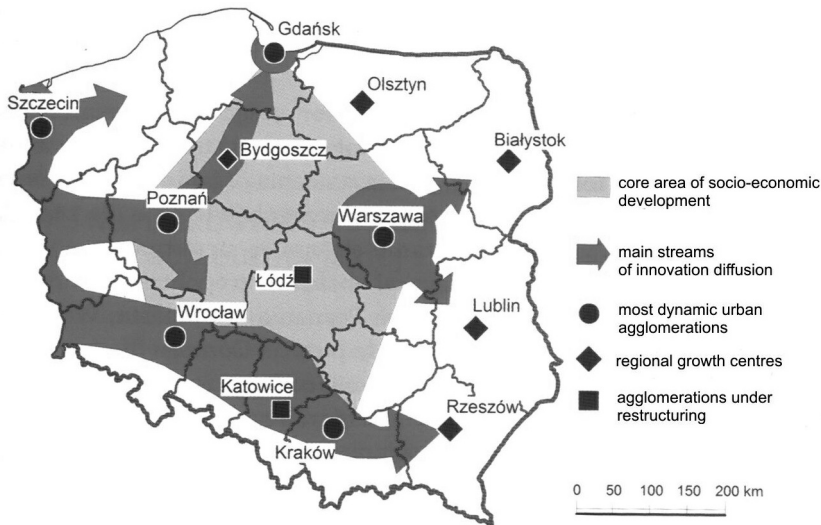 Gdańsk
Olsztyn
Szczecin
Białystok
Bydgoszcz
Poznań
Warszawa
Łódź
Lublin
Wrocław
Katowice
Rzeszów
Kraków
core area of socio-economic
development
main streams
of innovation diffusion
most dynamic urban
agglomerations
regional growth centres
agglomerations under
restructuring
0 50 100 150 200 km